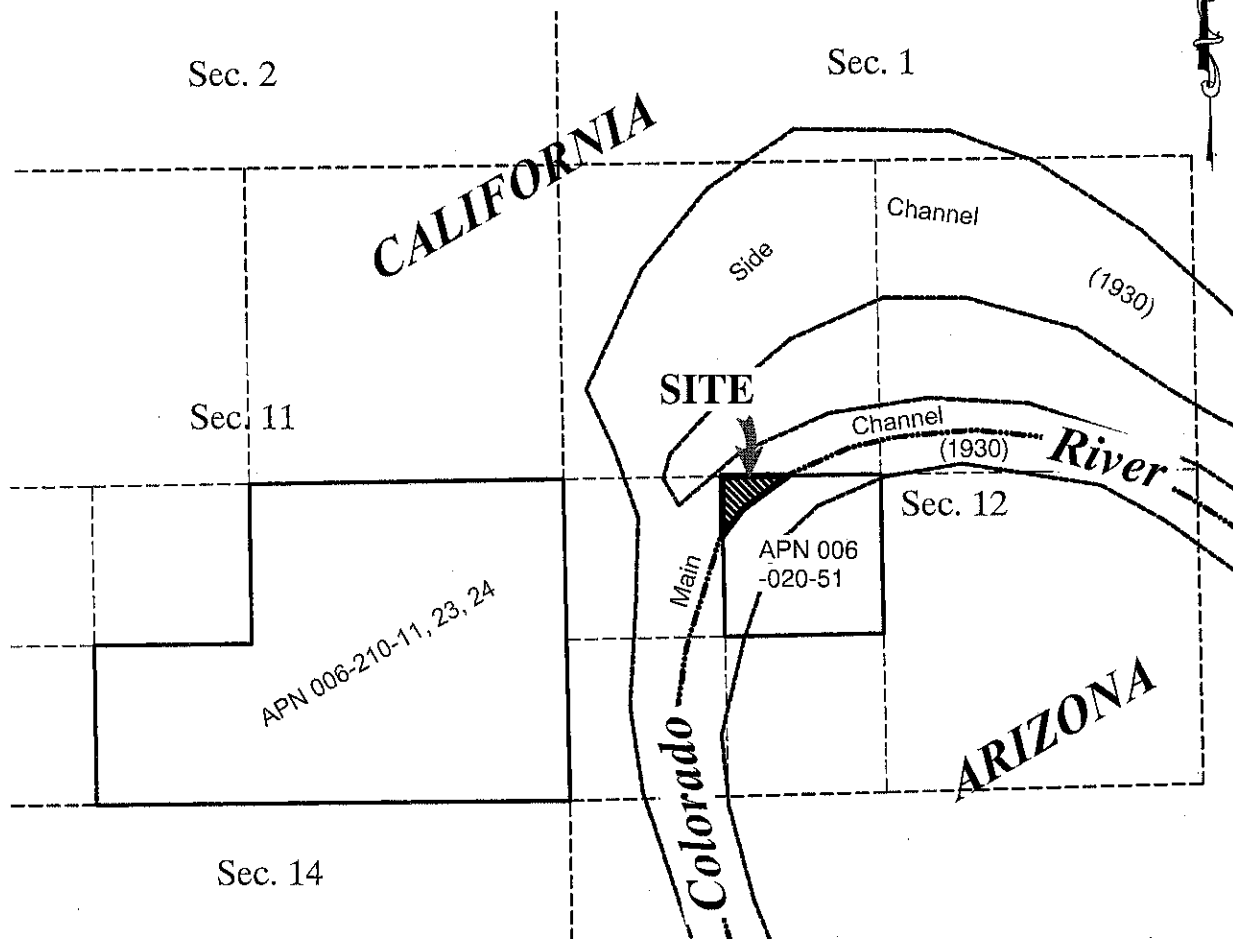 Sec. 2
Sec. 1
CALIFORNIA
Channel
Side
(1930)
SITE
Sec. 11
Channel
(1930)
River
Sec. 12
APN 006
-020-51
Main
APN 006-210-11, 23, 24
ARIZONA
Colorado
Sec. 14